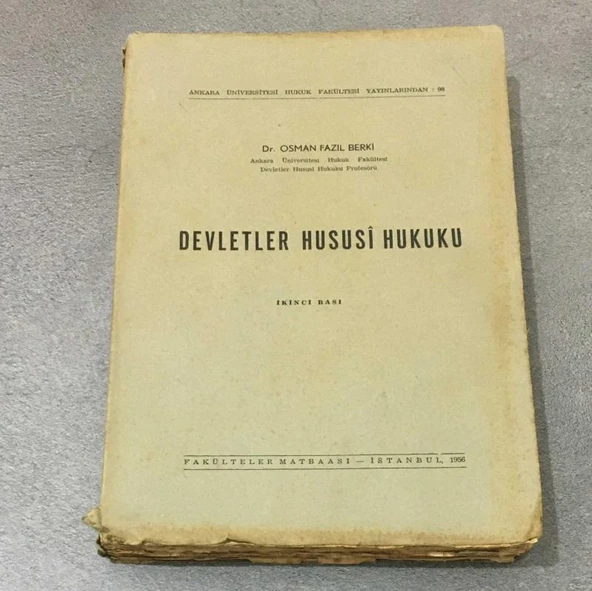 ANKARA ÜNİVERSİTESİ HUKUK FAKÜLTESİ YAYINLARINDAN : 98
Dr. OSMAN FAZIL BERKİ
Ankara Üniversitesi Hukuk Fakültesi
Devletler Hususî Hukuku Profesörü
DEVLETLER HUSUSÎ HUKUKU
İKİNCİ BASI
FAKÜLTELER MATBAASI — İSTANBUL, 1956